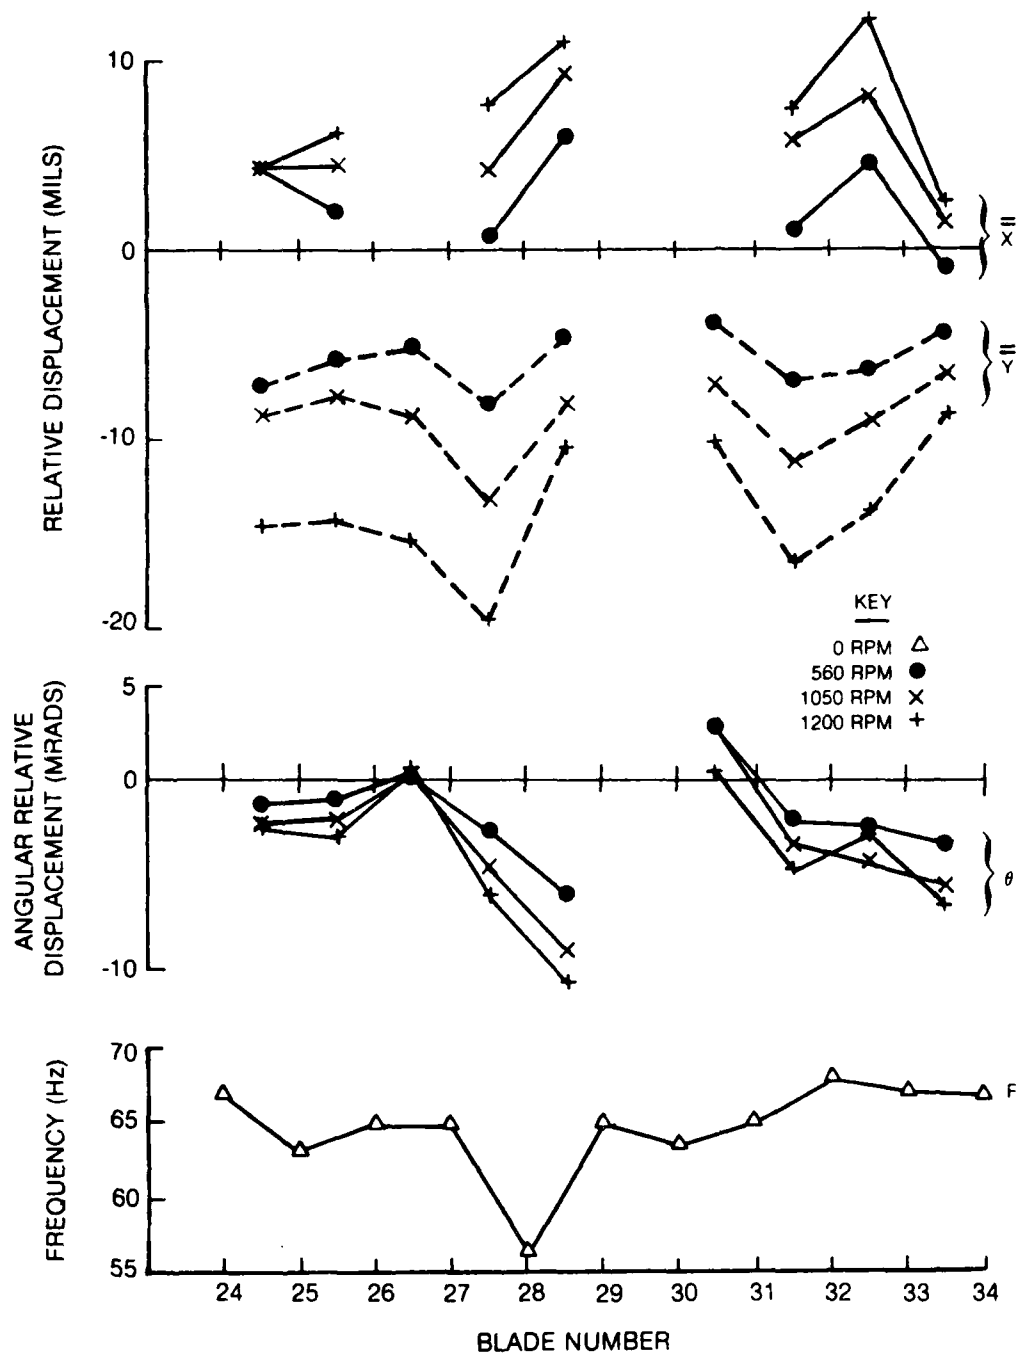 RELATIVE DISPLACEMENT (MILS)
10
0
-10
-20
X
Y
KEY
0 RPM
560 RPM
1050 RPM
1200 RPM
ANGULAR RELATIVE
DISPLACEMENT (MRADS)
5
0
-10
θ
FREQUENCY (Hz)
70
65
60
55
F
24 25 26 27 28 29 30 31 32 33 34
BLADE NUMBER